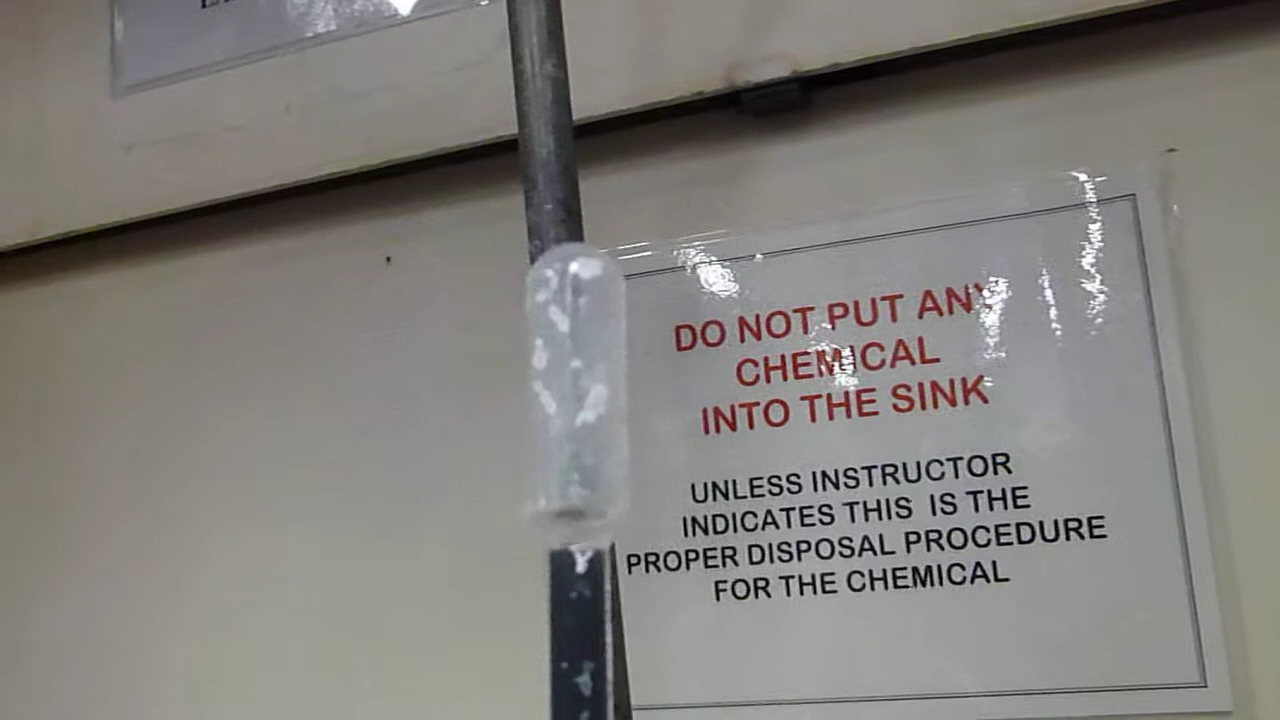 DO NOT PUT ANY
CHEMICAL
INTO THE SINK
UNLESS INSTRUCTOR
INDICATES THIS IS THE
PROPER DISPOSAL PROCEDURE
FOR THE CHEMICAL